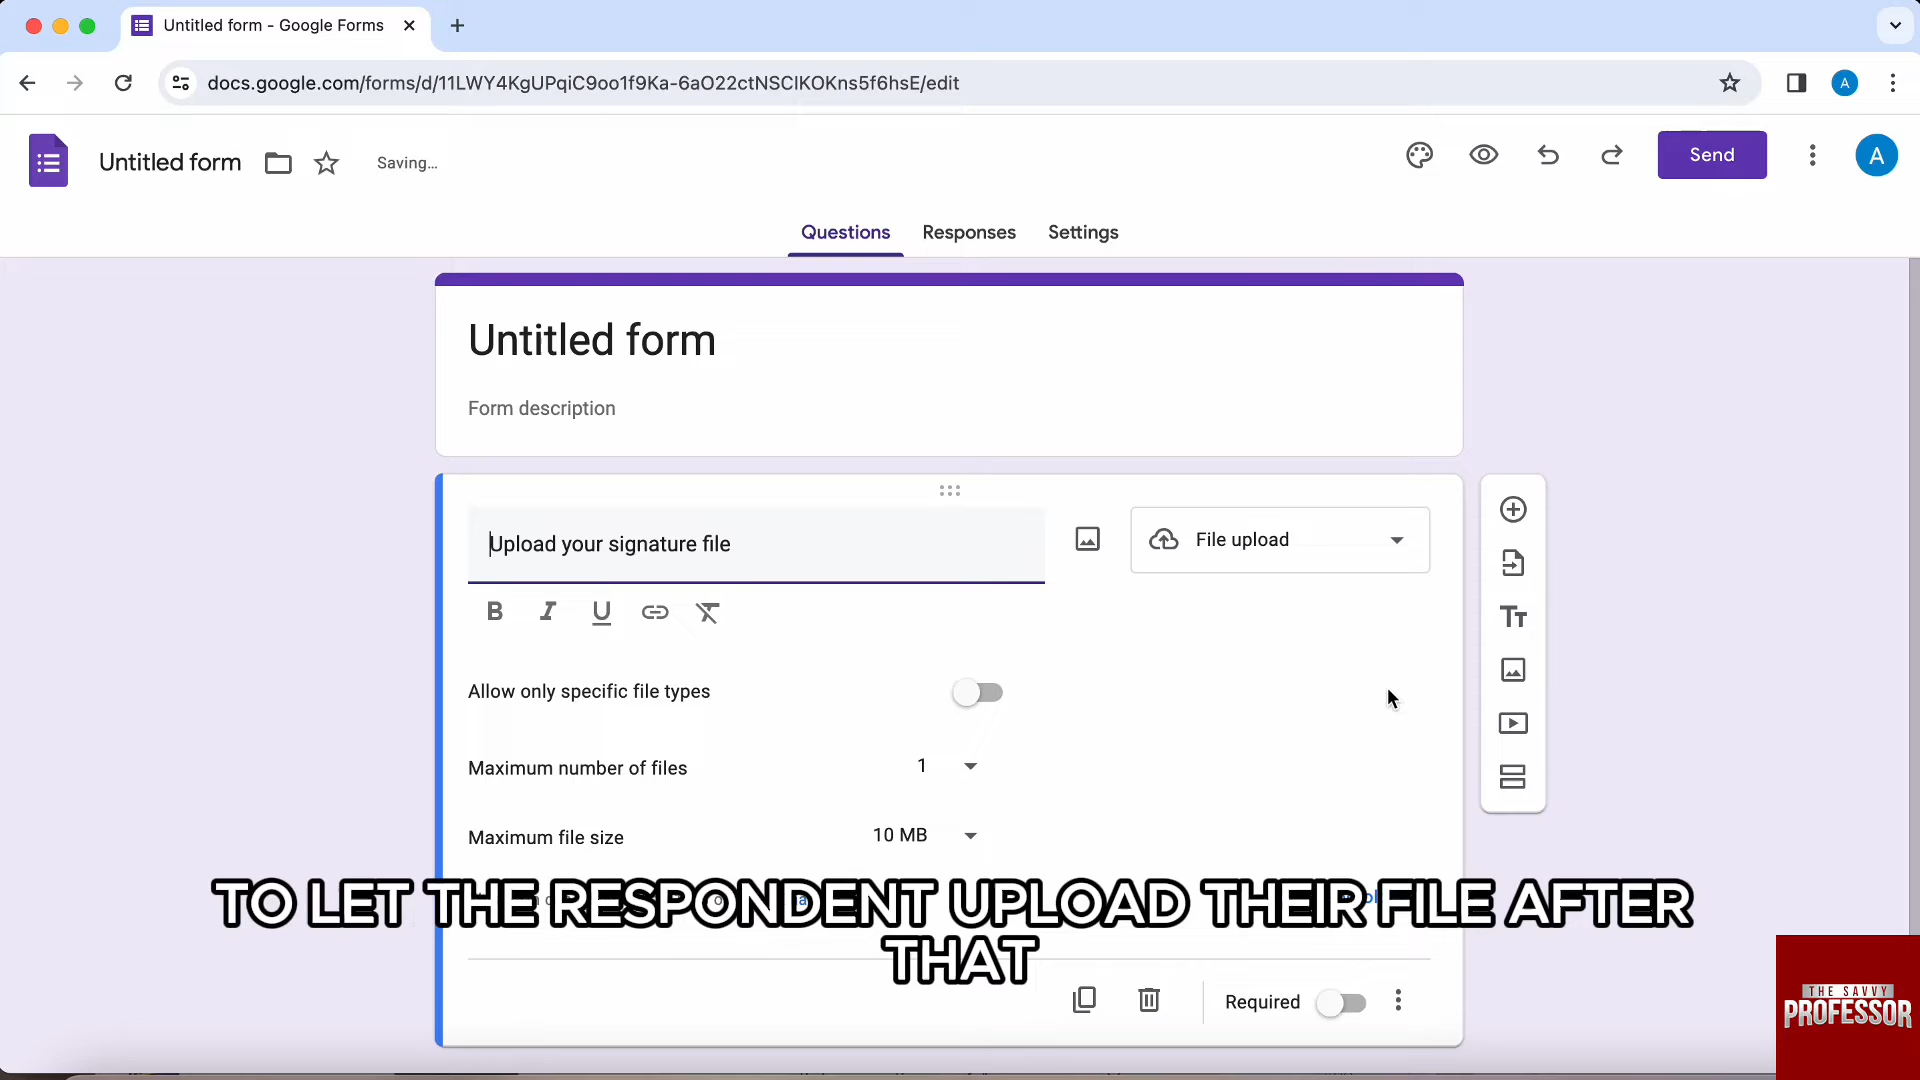 Untitled form - Google Forms
docs.google.com/forms/d/11LWY4KgUPqiC9oo1f9Ka-6aO22ctNSCIKOKns5f6hsE/edit
A
Untitled form
Saving...
Send
A
Questions Responses Settings
Untitled form
Form description
Upload your signature file
File upload
B I U
Tт
Allow only specific file types
Maximum number of files 1
Maximum file size 10 MB
TO LET THE RESPONDENT UPLOAD THEIR FILE AFTER
THAT
Required
THE SAVVY
PROFESSOR